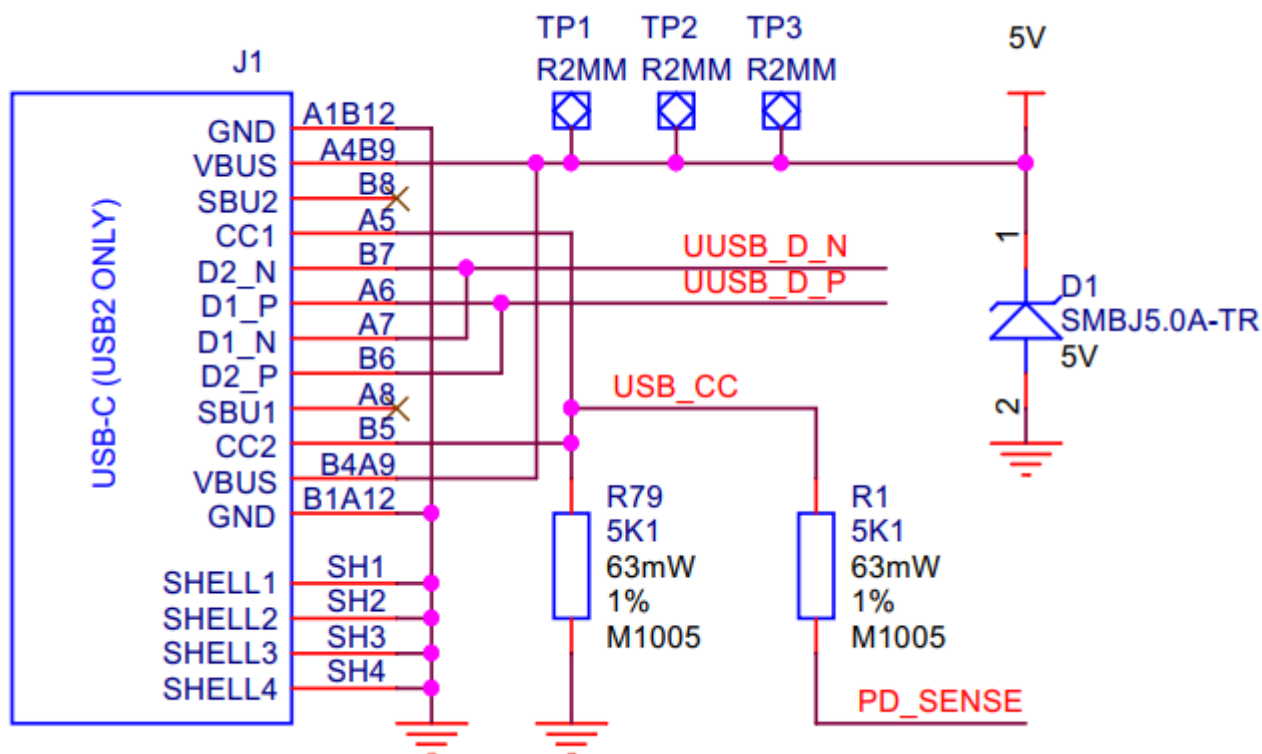 J1
USB-C (USB2 ONLY)
GND A1B12
VBUS A4B9
SBU2 B8
CC1 A5
D2_N B7
D1_P A6
D1_N A7
D2_P B6
SBU1 A8
CC2 B5
VBUS B4A9
GND B1A12
SHELL1 SH1
SHELL2 SH2
SHELL3 SH3
SHELL4 SH4
TP1 TP2 TP3
R2MM R2MM R2MM
5V
UUSB_D_N
UUSB_D_P
1
D1
SMBJ5.0A-TR
5V
2
USB_CC
R79
5K1
63mW
1%
M1005
R1
5K1
63mW
1%
M1005
PD_SENSE